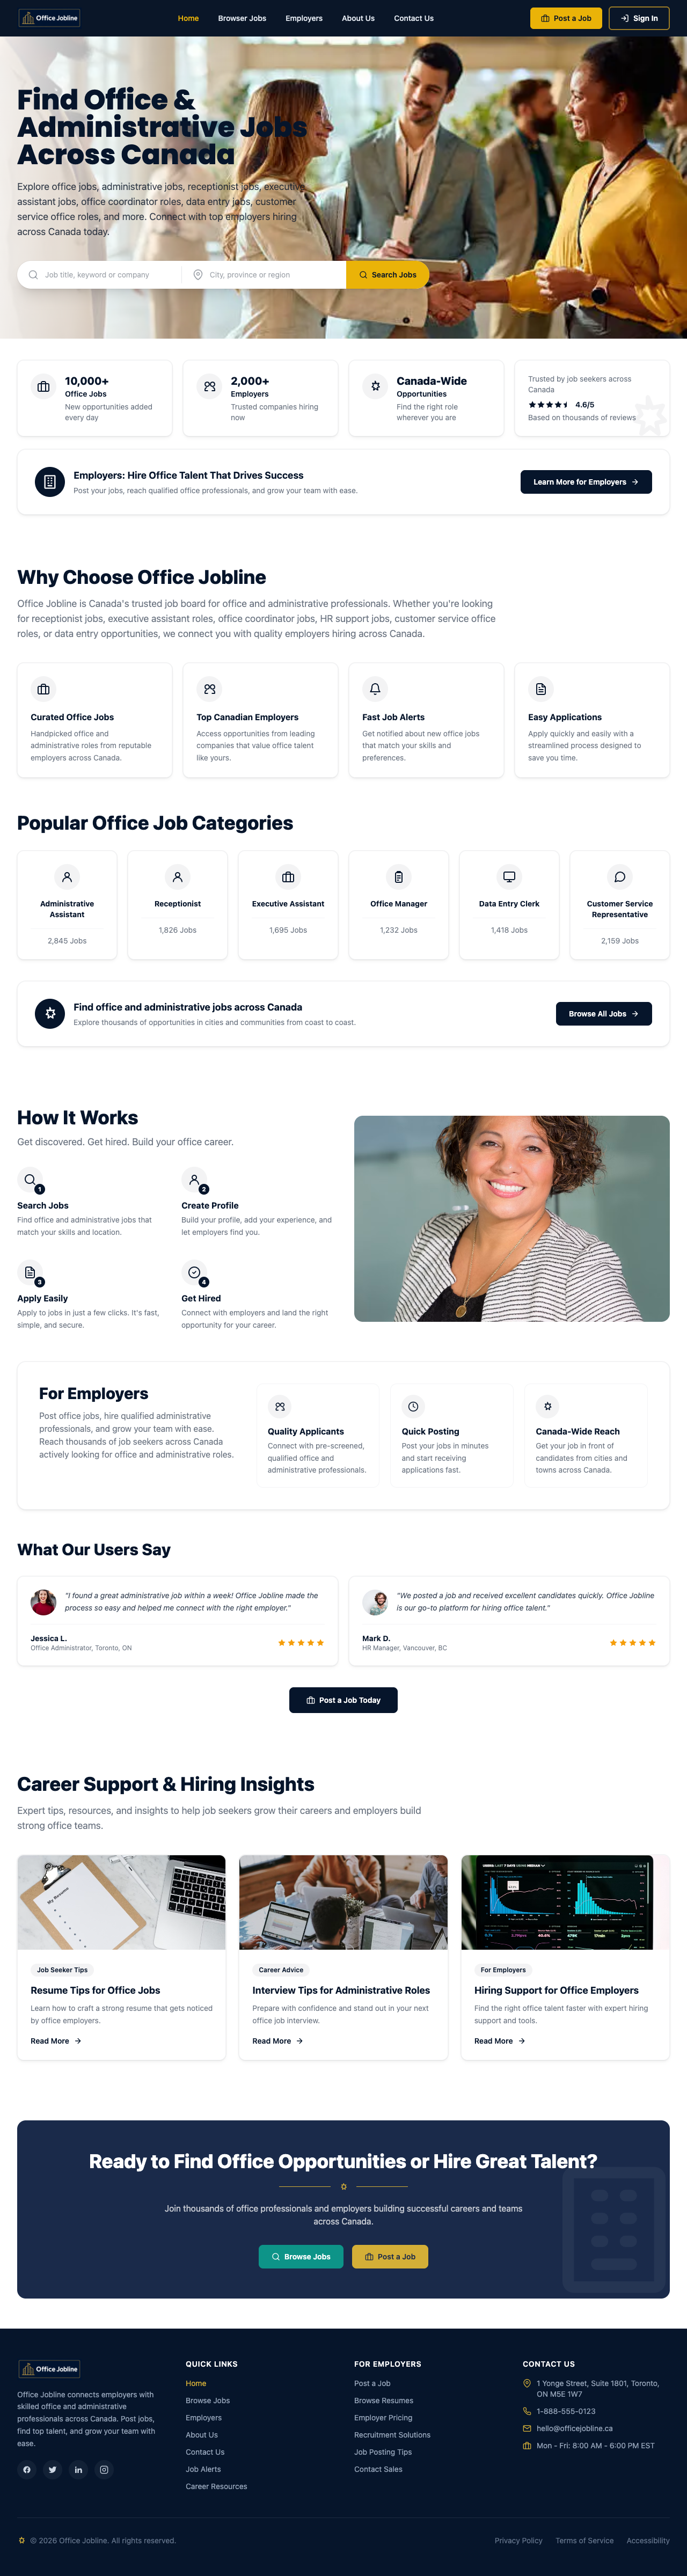 Office Jobline
Home
Browser Jobs
Employers
About Us
Contact Us
Post a Job
Sign In
Find Office &
Administrative Jobs
Across Canada
Explore office jobs, administrative jobs, receptionist jobs, executive
assistant jobs, office coordinator roles, data entry jobs, customer
service office roles, and more. Connect with top employers hiring
across Canada today.
Job title, keyword or company
City, province or region
Search Jobs
10,000+
Office Jobs
New opportunities added
every day
2,000+
Employers
Trusted companies hiring
now
Canada-Wide
Opportunities
Find the right role
wherever you are
Trusted by job seekers across
Canada
4.6/5
Based on thousands of reviews
Employers: Hire Office Talent That Drives Success
Post your jobs, reach qualified office professionals, and grow your team with ease.
Learn More for Employers
Why Choose Office Jobline
Office Jobline is Canada's trusted job board for office and administrative professionals. Whether you're looking
for receptionist jobs, executive assistant roles, office coordinator jobs, HR support jobs, customer service office
roles, or data entry opportunities, we connect you with quality employers hiring across Canada.
Curated Office Jobs
Handpicked office and
administrative roles from reputable
employers across Canada.
Top Canadian Employers
Access opportunities from leading
companies that value office talent
like yours.
Fast Job Alerts
Get notified about new office jobs
that match your skills and
preferences.
Easy Applications
Apply quickly and easily with a
streamlined process designed to
save you time.
Popular Office Job Categories
Administrative
Assistant
2,845 Jobs
Receptionist
1,826 Jobs
Executive Assistant
1,695 Jobs
Office Manager
1,232 Jobs
Data Entry Clerk
1,418 Jobs
Customer Service
Representative
2,159 Jobs
Find office and administrative jobs across Canada
Explore thousands of opportunities in cities and communities from coast to coast.
Browse All Jobs
How It Works
Get discovered. Get hired. Build your office career.
1
Search Jobs
Find office and administrative jobs that
match your skills and location.
2
Create Profile
Build your profile, add your experience, and
let employers find you.
3
Apply Easily
Apply to jobs in just a few clicks. It's fast,
simple, and secure.
4
Get Hired
Connect with employers and land the right
opportunity for your career.
For Employers
Post office jobs, hire qualified administrative
professionals, and grow your team with ease.
Reach thousands of job seekers across Canada
actively looking for office and administrative roles.
Quality Applicants
Connect with pre-screened,
qualified office and
administrative professionals.
Quick Posting
Post your jobs in minutes
and start receiving
applications fast.
Canada-Wide Reach
Get your job in front of
candidates from cities and
towns across Canada.
What Our Users Say
"I found a great administrative job within a week! Office Jobline made the
process so easy and helped me connect with the right employer."
Jessica L.
Office Administrator, Toronto, ON
"We posted a job and received excellent candidates quickly. Office Jobline
is our go-to platform for hiring office talent."
Mark D.
HR Manager, Vancouver, BC
Post a Job Today
Career Support & Hiring Insights
Expert tips, resources, and insights to help job seekers grow their careers and employers build
strong office teams.
My Resume
Job Seeker Tips
Resume Tips for Office Jobs
Learn how to craft a strong resume that gets noticed
by office employers.
Read More
Career Advice
Interview Tips for Administrative Roles
Prepare with confidence and stand out in your next
office job interview.
Read More
For Employers
Hiring Support for Office Employers
Find the right office talent faster with expert hiring
support and tools.
Read More
Ready to Find Office Opportunities or Hire Great Talent?
Join thousands of office professionals and employers building successful careers and teams
across Canada.
Browse Jobs
Post a Job
Office Jobline
Office Jobline connects employers with
skilled office and administrative
professionals across Canada. Post jobs,
find top talent, and grow your team with
ease.
QUICK LINKS
Home
Browse Jobs
Employers
About Us
Contact Us
Job Alerts
Career Resources
FOR EMPLOYERS
Post a Job
Browse Resumes
Employer Pricing
Recruitment Solutions
Job Posting Tips
Contact Sales
CONTACT US
1 Yonge Street, Suite 1801, Toronto,
ON M5E 1W7
1-888-555-0123
hello@officejobline.ca
Mon - Fri: 8:00 AM - 6:00 PM EST
© 2026 Office Jobline. All rights reserved.
Privacy Policy
Terms of Service
Accessibility